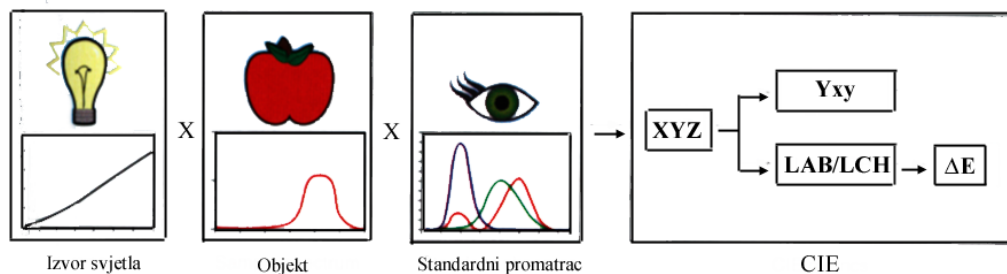 X
X
XYZ
Yxy
LAB/LCH
ΔE
Izvor svjetla
Objekt
Standardni promatrac
CIE